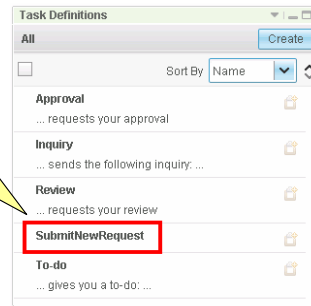 Task Definitions
All Create
Sort By Name
Approval
... requests your approval
Inquiry
... sends the following inquiry: ...
Review
... requests your review
SubmitNewRequest
To-do
... gives you a to-do: ...